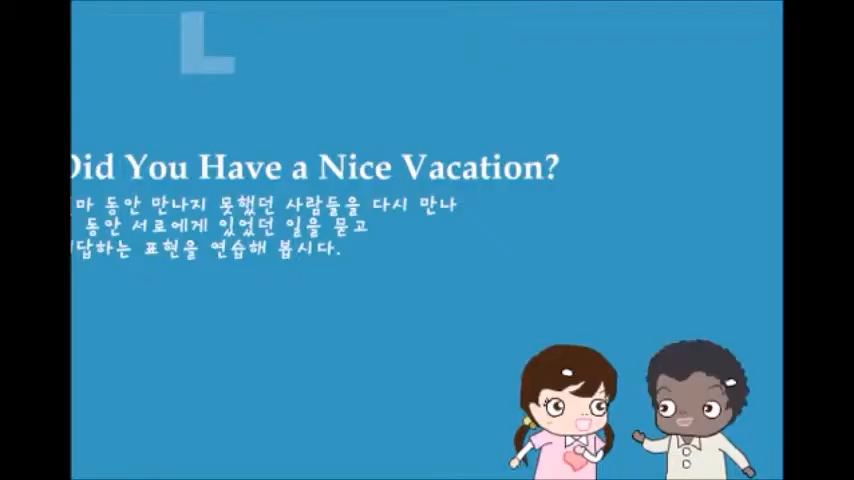 L
Did You Have a Nice Vacation?
마 동안 만나지 못했던 사람들을 다시 만나
동안 서로에게 있었던 일을 묻고
답하는 표현을 연습해 봅시다.